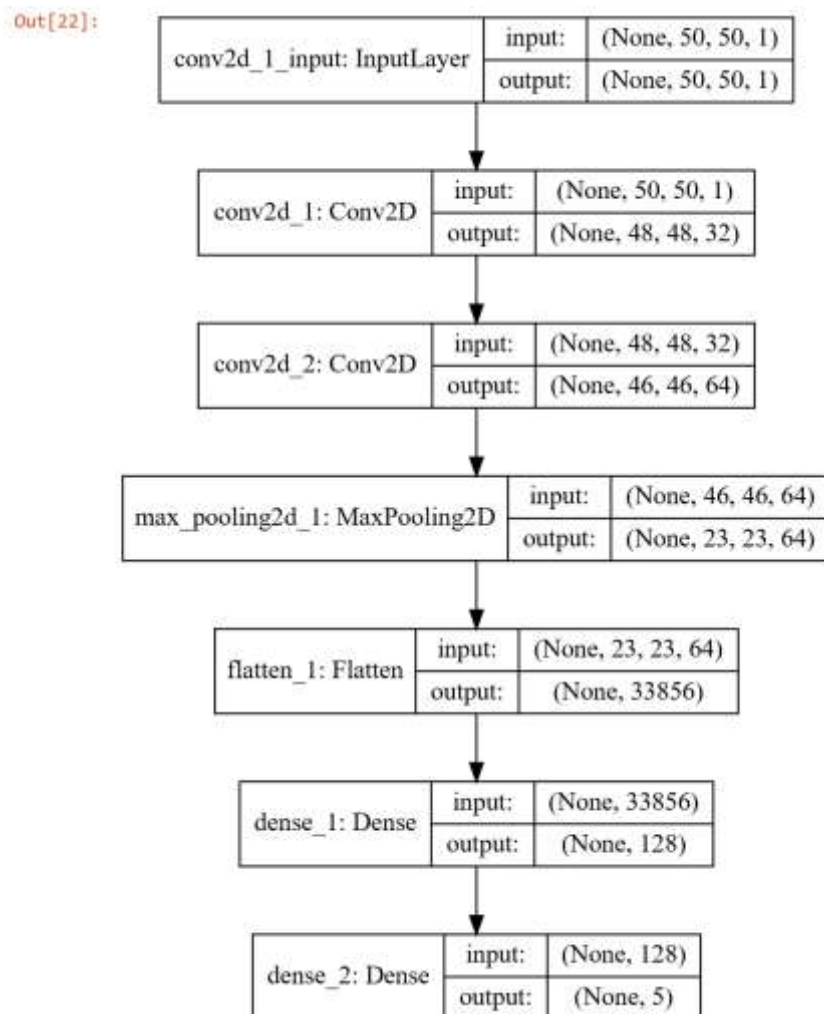 Out[22]:
conv2d_1_input: InputLayer
input: (None, 50, 50, 1)
output: (None, 50, 50, 1)
conv2d_1: Conv2D
input: (None, 50, 50, 1)
output: (None, 48, 48, 32)
conv2d_2: Conv2D
input: (None, 48, 48, 32)
output: (None, 46, 46, 64)
max_pooling2d_1: MaxPooling2D
input: (None, 46, 46, 64)
output: (None, 23, 23, 64)
flatten_1: Flatten
input: (None, 23, 23, 64)
output: (None, 33856)
dense_1: Dense
input: (None, 33856)
output: (None, 128)
dense_2: Dense
input: (None, 128)
output: (None, 5)